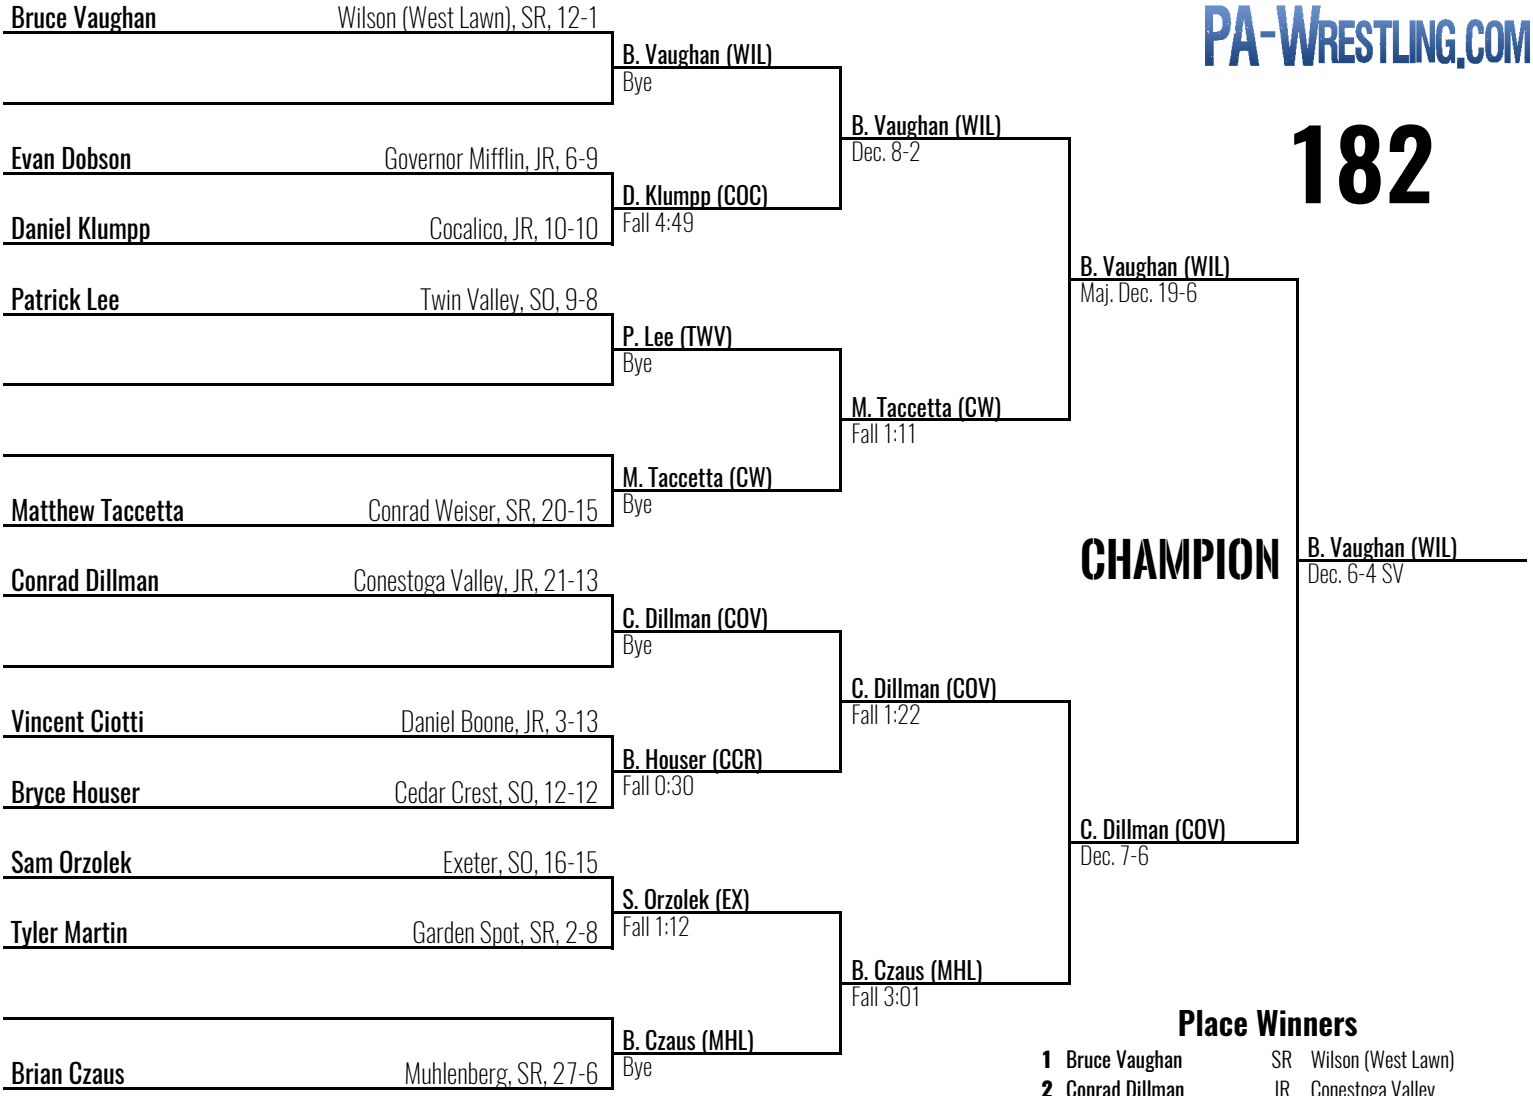 Bruce Vaughan Wilson (West Lawn), SR, 12-1
PA-WRESTLING.COM
B. Vaughan (WIL)
Bye
B. Vaughan (WIL)
Dec. 8-2
182
Evan Dobson Governor Mifflin, JR, 6-9
D. Klumpp (COC)
Fall 4:49
Daniel Klumpp Cocalico, JR, 10-10
B. Vaughan (WIL)
Maj. Dec. 19-6
Patrick Lee Twin Valley, SO, 9-8
P. Lee (TWV)
Bye
M. Taccetta (CW)
Fall 1:11
M. Taccetta (CW)
Bye
Matthew Taccetta Conrad Weiser, SR, 20-15
CHAMPION
B. Vaughan (WIL)
Dec. 6-4 SV
Conrad Dillman Conestoga Valley, JR, 21-13
C. Dillman (COV)
Bye
C. Dillman (COV)
Fall 1:22
Vincent Ciotti Daniel Boone, JR, 3-13
B. Houser (CCR)
Fall 0:30
Bryce Houser Cedar Crest, SO, 12-12
C. Dillman (COV)
Dec. 7-6
Sam Orzolek Exeter, SO, 16-15
S. Orzolek (EX)
Fall 1:12
Tyler Martin Garden Spot, SR, 2-8
B. Czaus (MHL)
Fall 3:01
B. Czaus (MHL)
Bye
Brian Czaus Muhlenberg, SR, 27-6
Place Winners
1 Bruce Vaughan SR Wilson (West Lawn)
2 Conrad Dillman JR Conestoga Valley